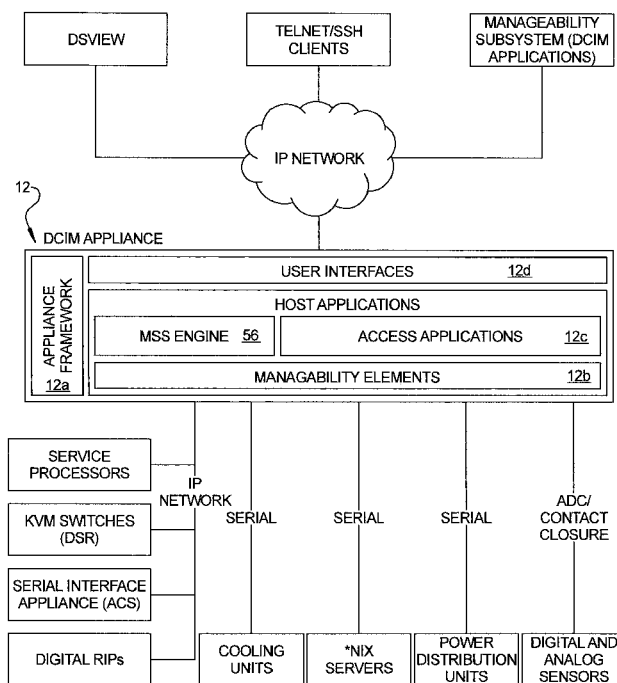 DSVIEW
TELNET/SSH
CLIENTS
MANAGEABILITY
SUBSYSTEM (DCIM
APPLICATIONS)
IP NETWORK
12
DCIM APPLIANCE
APPLIANCE
FRAMEWORK
12a
USER INTERFACES 12d
HOST APPLICATIONS
MSS ENGINE 56
ACCESS APPLICATIONS 12c
MANAGABILITY ELEMENTS 12b
SERVICE
PROCESSORS
KVM SWITCHES
(DSR)
SERIAL INTERFACE
APPLIANCE (ACS)
DIGITAL RIPs
IP
NETWORK
SERIAL
SERIAL
SERIAL
ADC/
CONTACT
CLOSURE
COOLING
UNITS
*NIX
SERVERS
POWER
DISTRIBUTION
UNITS
DIGITAL AND
ANALOG
SENSORS